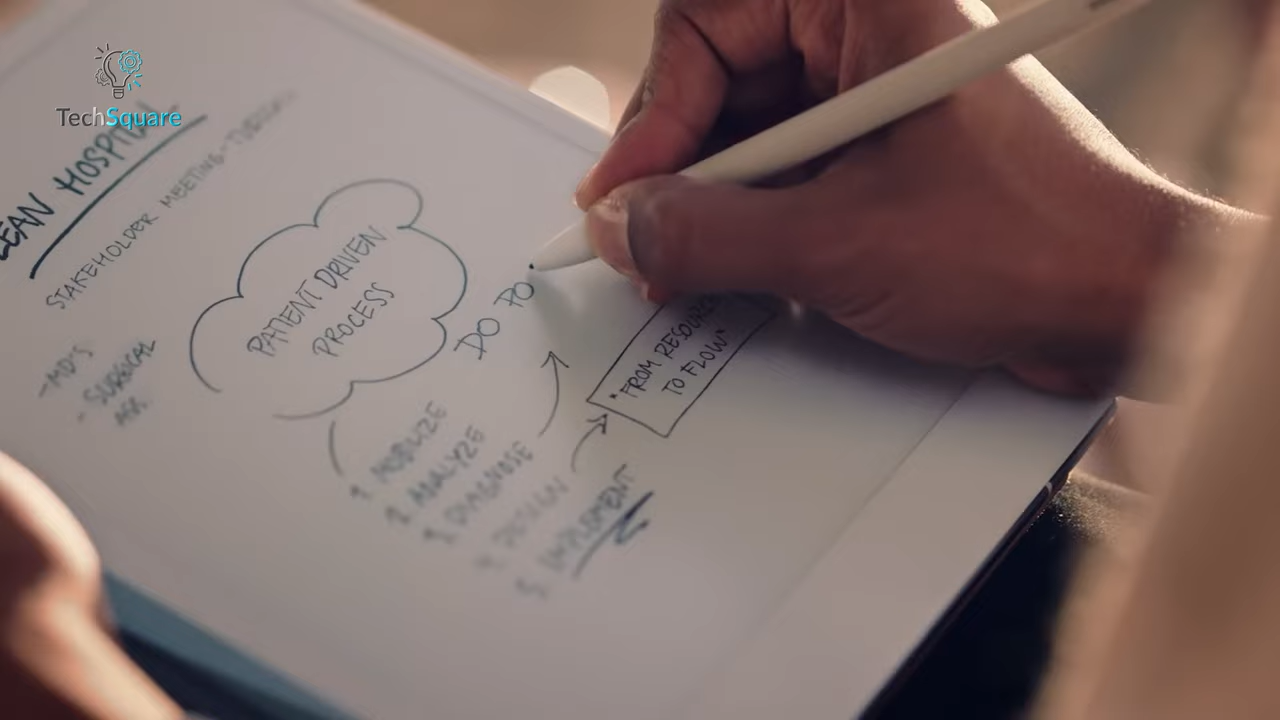 TechSquare
LEAN HOSPITAL
STAKEHOLDER MEETING - TUESDAY
PATIENT DRIVEN
PROCESS
DO PO
- MD'S
- SURGICAL
"FROM RESOURCE
TO FLOW"
1. MOBILIZE
2. ANALYZE
3. DIAGNOSE
4. DESIGN
5. IMPLEMENT